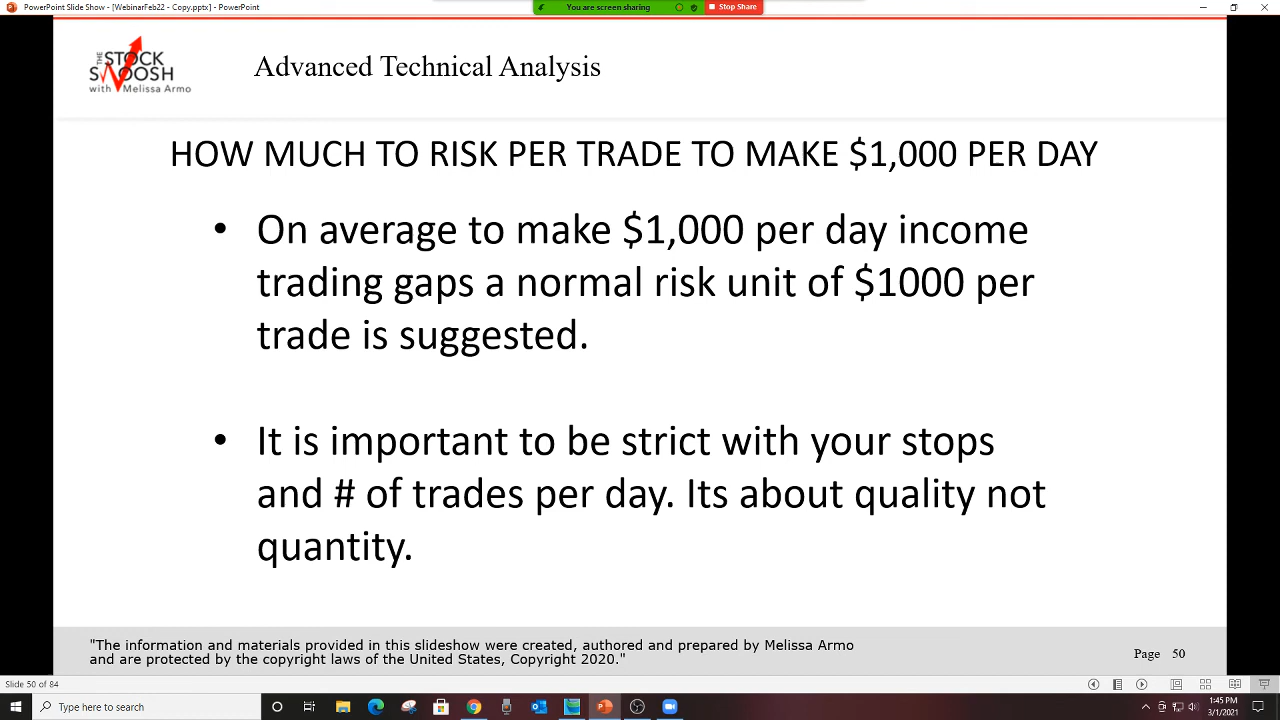 PowerPoint Slide Show - [WebinarFeb22 - Copy.pptx] - PowerPoint
You are screen sharing
Stop Share
THE
STOCK
SWOOSH
with Melissa Armo
Advanced Technical Analysis
HOW MUCH TO RISK PER TRADE TO MAKE $1,000 PER DAY
• On average to make $1,000 per day income
trading gaps a normal risk unit of $1000 per
trade is suggested.
• It is important to be strict with your stops
and # of trades per day. Its about quality not
quantity.
"The information and materials provided in this slideshow were created, authored and prepared by Melissa Armo
and are protected by the copyright laws of the United States, Copyright 2020."
Page 50
Slide 50 of 84
Type here to search
1:45 PM
3/1/2021